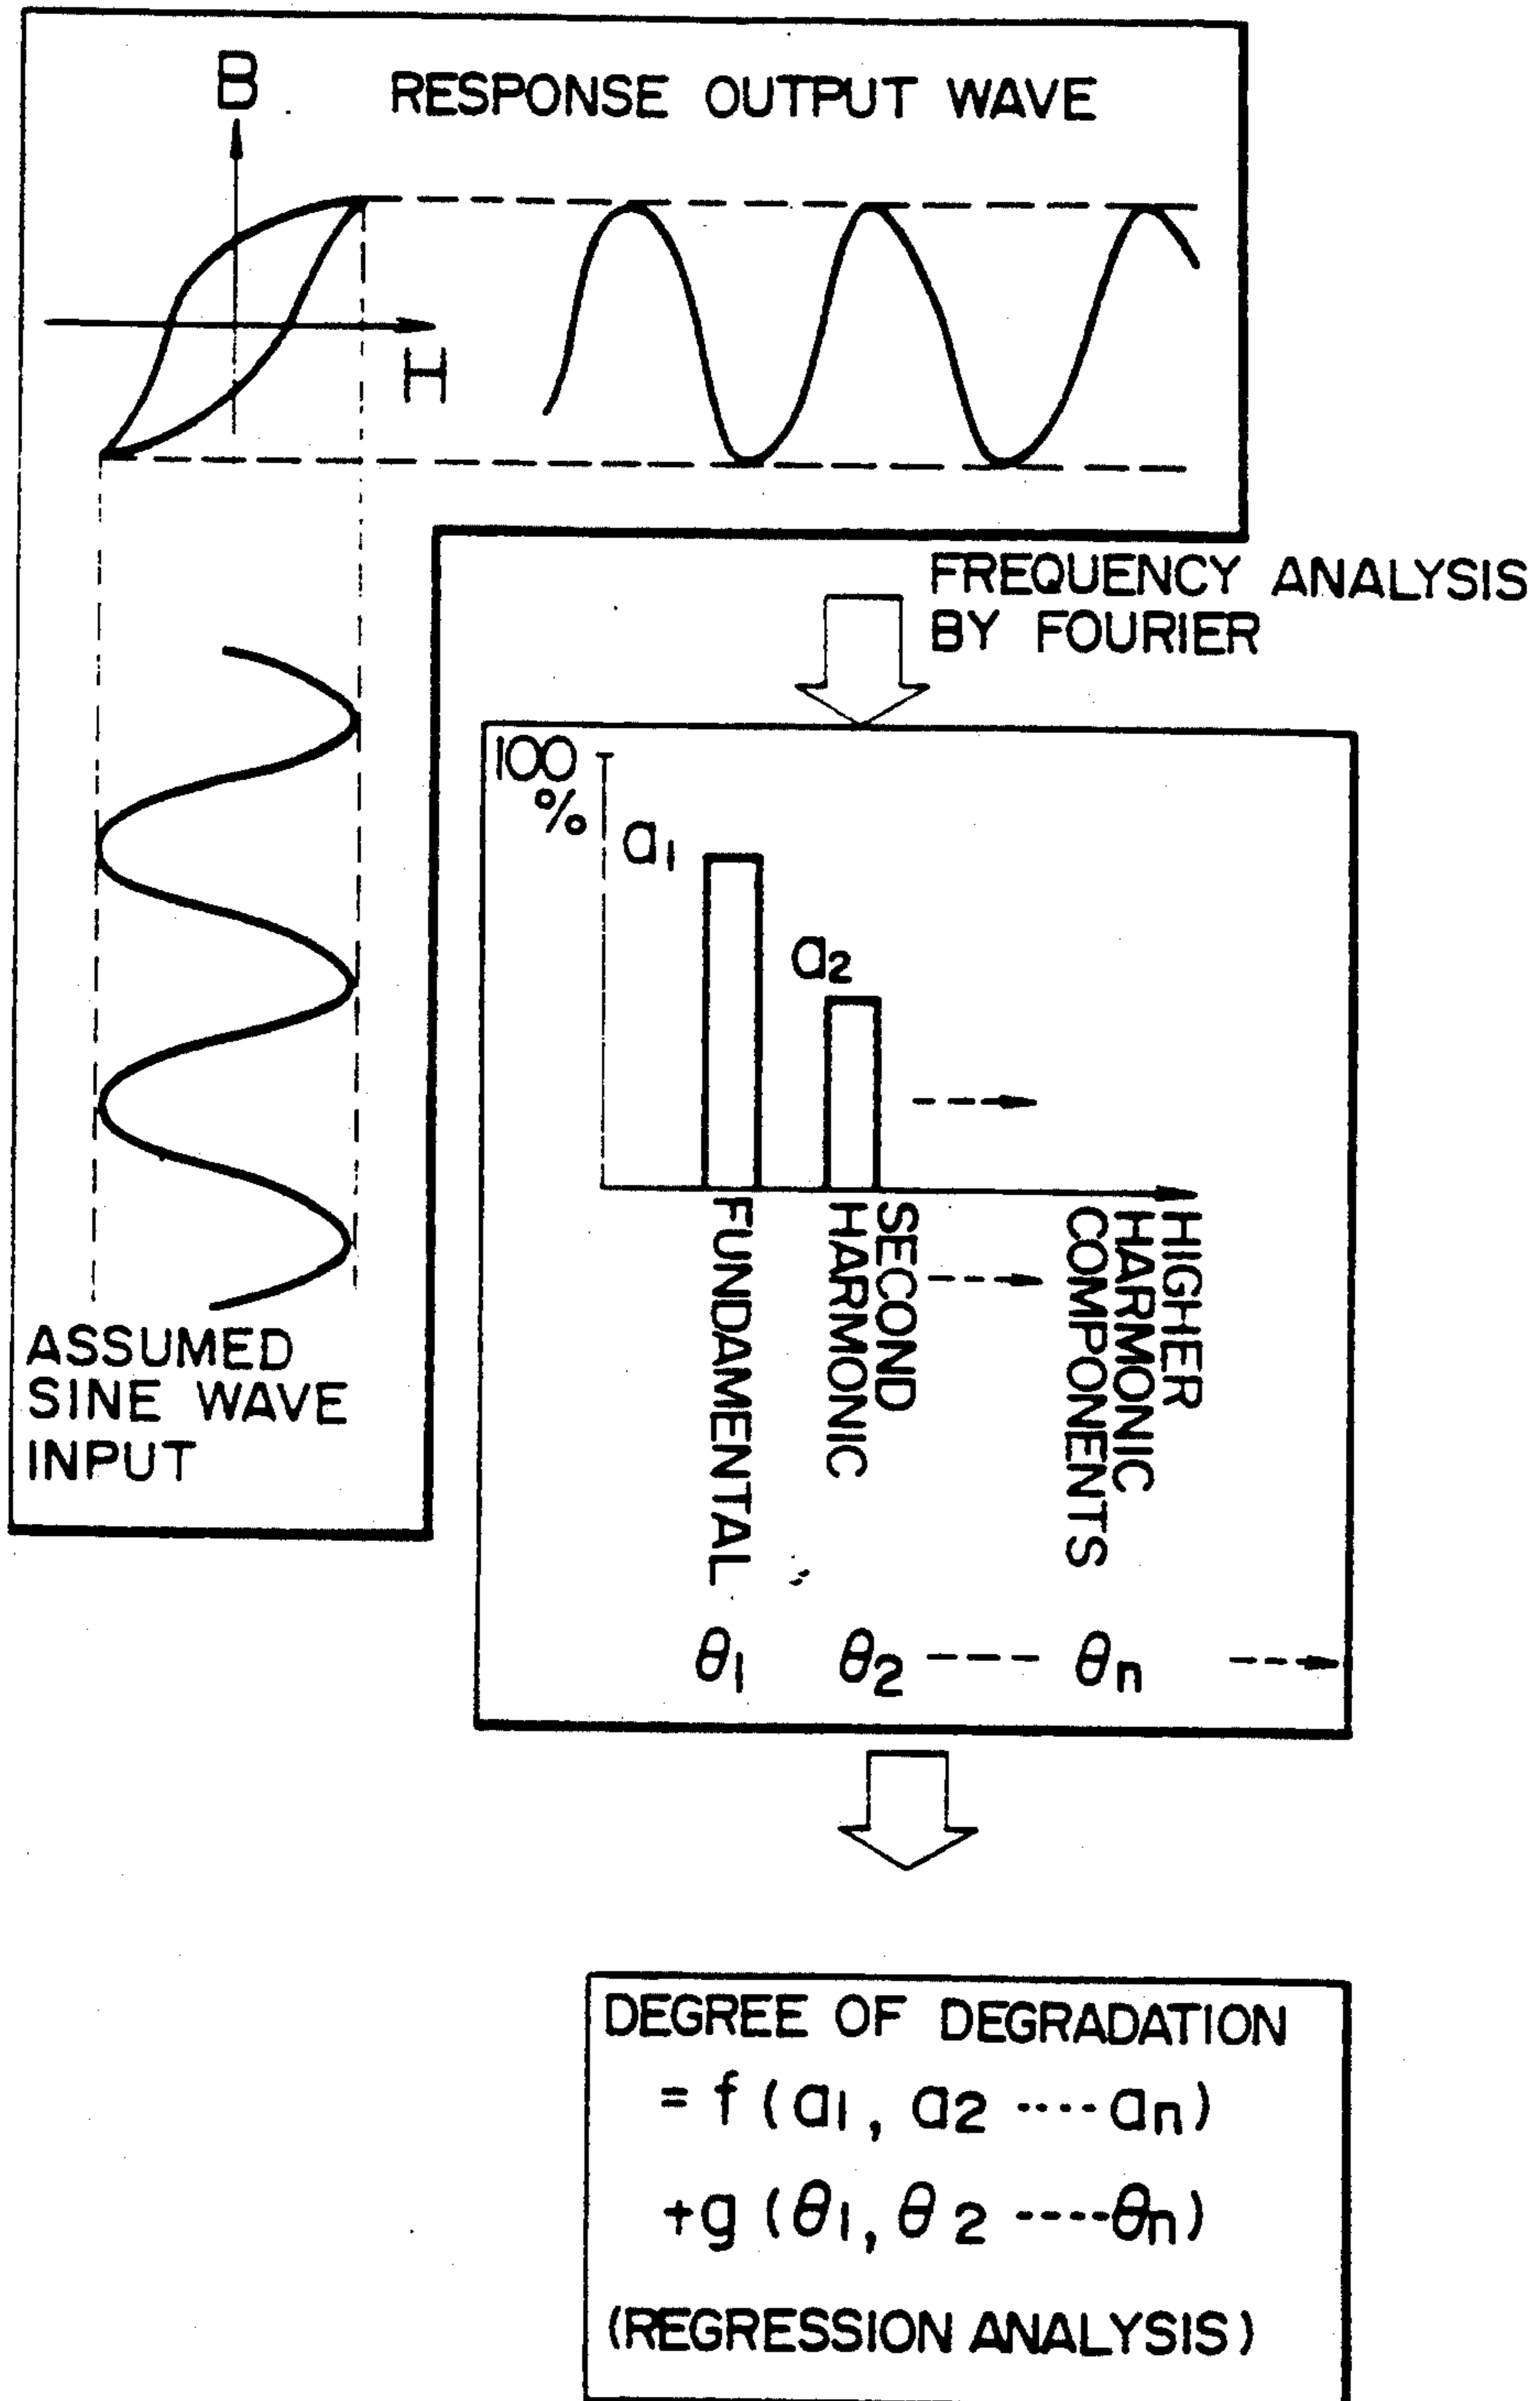 B
RESPONSE OUTPUT WAVE
H
FREQUENCY ANALYSIS
BY FOURIER
ASSUMED
SINE WAVE
INPUT
100
%
a1
a2
FUNDAMENTAL
SECOND
HARMONIC
HIGHER
HARMONIC
COMPONENTS
θ1 θ2 ---- θn
DEGREE OF DEGRADATION
= f (a1, a2 ---- an)
+g (θ1, θ2 ---- θn)
(REGRESSION ANALYSIS)